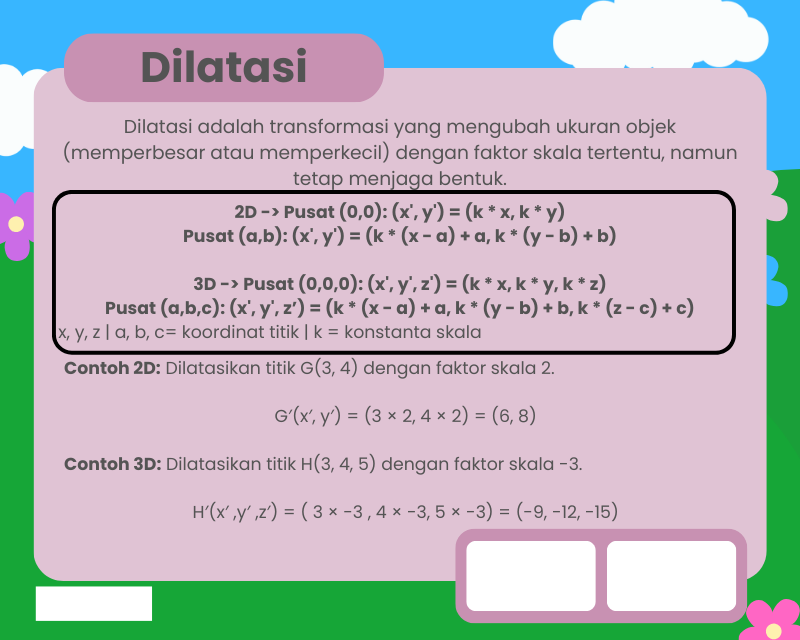 Dilatasi
Dilatasi adalah transformasi yang mengubah ukuran objek
(memperbesar atau memperkecil) dengan faktor skala tertentu, namun
tetap menjaga bentuk.
2D -> Pusat (0,0): (x', y') = (k * x, k * y)
Pusat (a,b): (x', y') = (k * (x - a) + a, k * (y - b) + b)
3D -> Pusat (0,0,0): (x', y', z') = (k * x, k * y, k * z)
Pusat (a,b,c): (x', y', z’) = (k * (x - a) + a, k * (y - b) + b, k * (z - c) + c)
x, y, z | a, b, c= koordinat titik | k = konstanta skala
Contoh 2D: Dilatasikan titik G(3, 4) dengan faktor skala 2.
G′(x′, y′) = (3 × 2, 4 × 2) = (6, 8)
Contoh 3D: Dilatasikan titik H(3, 4, 5) dengan faktor skala -3.
H′(x′ ,y′ ,z′) = ( 3 × -3 , 4 × -3, 5 × -3) = (-9, -12, -15)